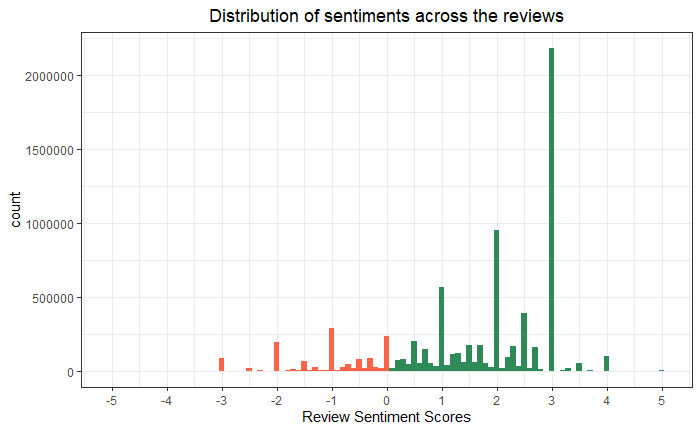 Distribution of sentiments across the reviews
2000000
1500000
1000000
500000
0
count
-5 -4 -3 -2 -1 0 1 2 3 4 5
Review Sentiment Scores